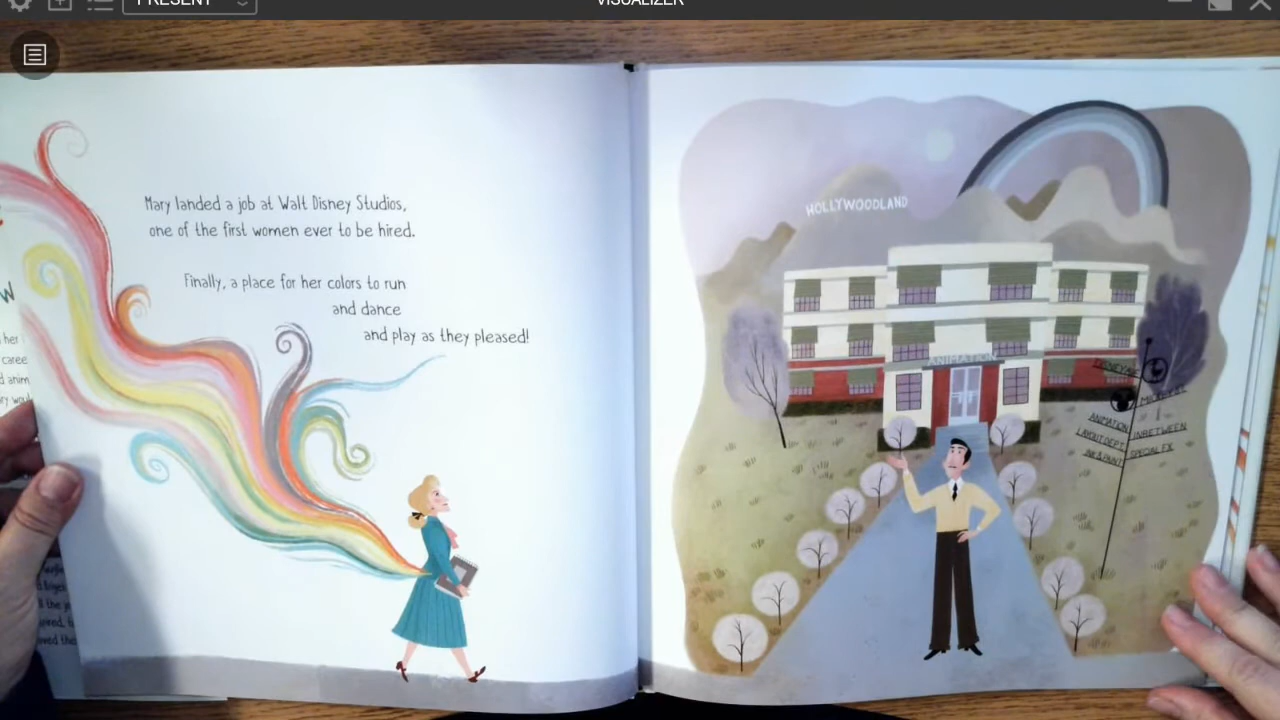 PRESENT
VISUALIZER
Mary landed a job at Walt Disney Studios,
one of the first women ever to be hired.
Finally, a place for her colors to run
and dance
and play as they pleased!
HOLLYWOODLAND
ANIMATION
ANIMATION
INBETWEEN
LAYOUT DEPT.
SPECIAL FX
INK & PAINT